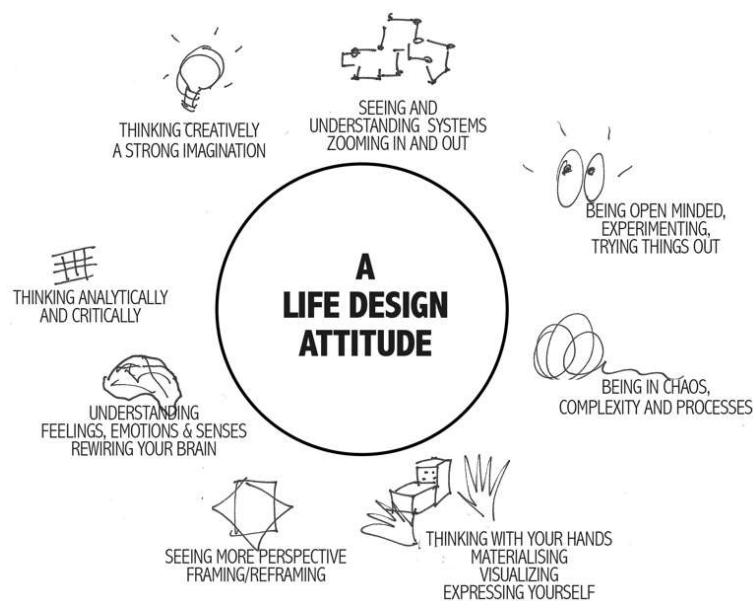 THINKING CREATIVELY
A STRONG IMAGINATION
SEEING AND
UNDERSTANDING SYSTEMS
ZOOMING IN AND OUT
BEING OPEN MINDED,
EXPERIMENTING,
TRYING THINGS OUT
A
LIFE DESIGN
ATTITUDE
THINKING ANALYTICALLY
AND CRITICALLY
BEING IN CHAOS,
COMPLEXITY AND PROCESSES
UNDERSTANDING
FEELINGS, EMOTIONS & SENSES
REWIRING YOUR BRAIN
SEEING MORE PERSPECTIVE
FRAMING/REFRAMING
THINKING WITH YOUR HANDS
MATERIALISING
VISUALIZING
EXPRESSING YOURSELF